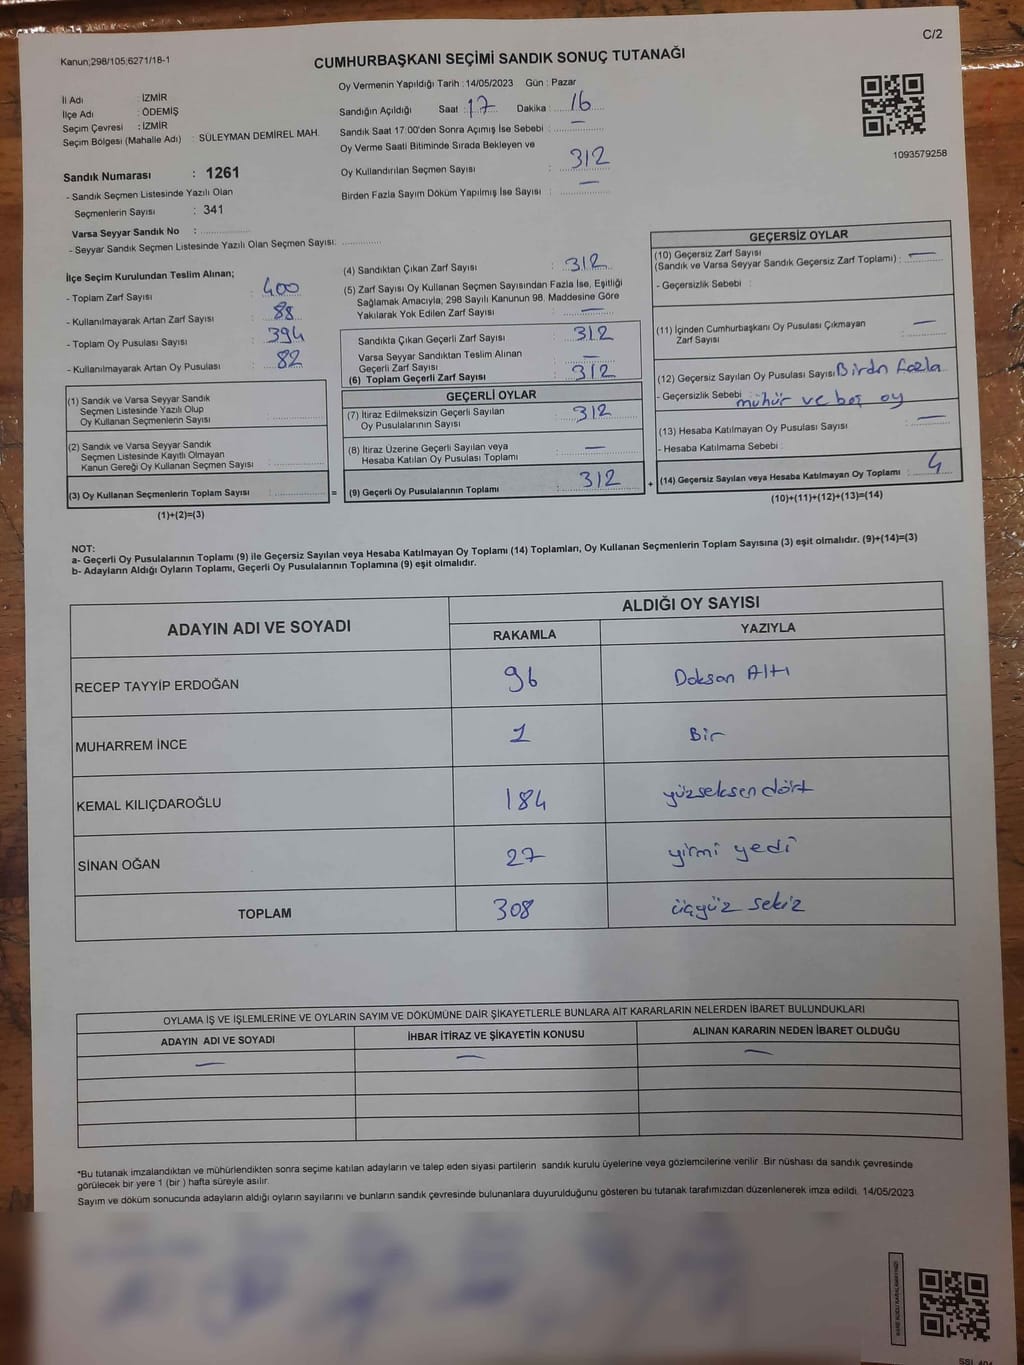 C/2
Kanun;298/105;6271/18-1
CUMHURBAŞKANI SEÇİMİ SANDIK SONUÇ TUTANAĞI
Oy Vermenin Yapıldığı Tarih :14/05/2023 Gün : Pazar
İl Adı : İZMİR
İlçe Adı : ÖDEMİŞ
Seçim Çevresi : İZMİR
Seçim Bölgesi (Mahalle Adı) : SÜLEYMAN DEMİREL MAH.
Sandığın Açıldığı Saat : 17 Dakika : 16
Sandık Saat 17:00'den Sonra Açımış İse Sebebi : —
Oy Verme Saati Bitiminde Sırada Bekleyen ve
Oy Kullandırılan Seçmen Sayısı : 312
Birden Fazla Sayım Döküm Yapılmış İse Sayısı : —
1093579258
Sandık Numarası : 1261
- Sandık Seçmen Listesinde Yazılı Olan
Seçmenlerin Sayısı : 341
Varsa Seyyar Sandık No :
- Seyyar Sandık Seçmen Listesinde Yazılı Olan Seçmen Sayısı:
İlçe Seçim Kurulundan Teslim Alınan;
- Toplam Zarf Sayısı : 400
- Kullanılmayarak Artan Zarf Sayısı : 88
- Toplam Oy Pusulası Sayısı : 394
- Kullanılmayarak Artan Oy Pusulası : 82
(1) Sandık ve Varsa Seyyar Sandık
Seçmen Listesinde Yazılı Olup
Oy Kullanan Seçmenlerin Sayısı :
(2) Sandık ve Varsa Seyyar Sandık
Seçmen Listesinde Kayıtlı Olmayan
Kanun Gereği Oy Kullanan Seçmen Sayısı :
(3) Oy Kullanan Seçmenlerin Toplam Sayısı : =
(1)+(2)=(3)
(4) Sandıktan Çıkan Zarf Sayısı : 312
(5) Zarf Sayısı Oy Kullanan Seçmen Sayısından Fazla İse, Eşitliği
Sağlamak Amacıyla; 298 Sayılı Kanunun 98. Maddesine Göre
Yakılarak Yok Edilen Zarf Sayısı : —
Sandıkta Çıkan Geçerli Zarf Sayısı : 312
Varsa Seyyar Sandıktan Teslim Alınan
Geçerli Zarf Sayısı : —
(6) Toplam Geçerli Zarf Sayısı : 312
GEÇERLİ OYLAR
(7) İtiraz Edilmeksizin Geçerli Sayılan
Oy Pusulasının Sayısı : 312
(8) İtiraz Üzerine Geçerli Sayılan veya
Hesaba Katılan Oy Pusulası Toplamı : —
(9) Geçerli Oy Pusulalarının Toplamı : 312 +
GEÇERSİZ OYLAR
(10) Geçersiz Zarf Sayısı
(Sandık ve Varsa Seyyar Sandık Geçersiz Zarf Toplamı) : —
- Geçersizlik Sebebi :
(11) İçinden Cumhurbaşkanı Oy Pusulası Çıkmayan
Zarf Sayısı : —
(12) Geçersiz Sayılan Oy Pusulası Sayısı : Birdn fazla
- Geçersizlik Sebebi mühür ve boş oy
(13) Hesaba Katılmayan Oy Pusulası Sayısı : —
- Hesaba Katılmama Sebebi :
(14) Geçersiz Sayılan veya Hesaba Katılmayan Oy Toplamı : 4
(10)+(11)+(12)+(13)=(14)
NOT:
a- Geçerli Oy Pusulalarının Toplamı (9) ile Geçersiz Sayılan veya Hesaba Katılmayan Oy Toplamı (14) Toplamları, Oy Kullanan Seçmenlerin Toplam Sayısına (3) eşit olmalıdır. (9)+(14)=(3)
b- Adayların Aldığı Oyların Toplamı, Geçerli Oy Pusulalarının Toplamına (9) eşit olmalıdır.
ADAYIN ADI VE SOYADI ALDIĞI OY SAYISI
RAKAMLA YAZIYLA
RECEP TAYYİP ERDOĞAN 96 Doksan Altı
MUHARREM İNCE 1 Bir
KEMAL KILIÇDAROĞLU 184 yüzseksen dört
SİNAN OĞAN 27 yirmi yedi
TOPLAM 308 üçyüz sekiz
OYLAMA İŞ VE İŞLEMLERİNE VE OYLARIN SAYIM VE DÖKÜMÜNE DAİR ŞİKAYETLERLE BUNLARA AİT KARARLARIN NELERDEN İBARET BULUNDUKLARI
ADAYIN ADI VE SOYADI İHBAR İTİRAZ VE ŞİKAYETİN KONUSU ALINAN KARARIN NEDEN İBARET OLDUĞU
— — —
*Bu tutanak imzalandıktan ve mühürlendikten sonra seçime katılan adayların ve talep eden siyasi partilerin sandık kurulu üyelerine veya gözlemcilerine verilir .Bir nüshası da sandık çevresinde
görülecek bir yere 1 (bir ) hafta süreyle asılır.
Sayım ve döküm sonucunda adayların aldığı oyların sayılarını ve bunların sandık çevresinde bulunanlara duyurulduğunu gösteren bu tutanak tarafımızdan düzenlenerek imza edildi. 14/05/2023